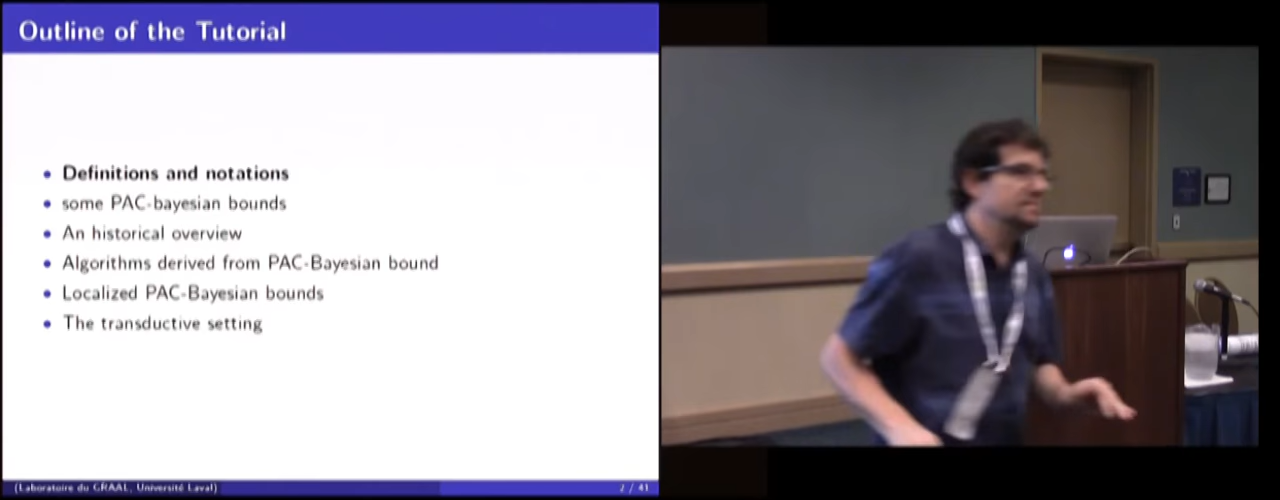 Outline of the Tutorial
Definitions and notations
some PAC-bayesian bounds
An historical overview
Algorithms derived from PAC-Bayesian bound
Localized PAC-Bayesian bounds
The transductive setting
(Laboratoire du GRAAL, Université Laval)
2 / 41